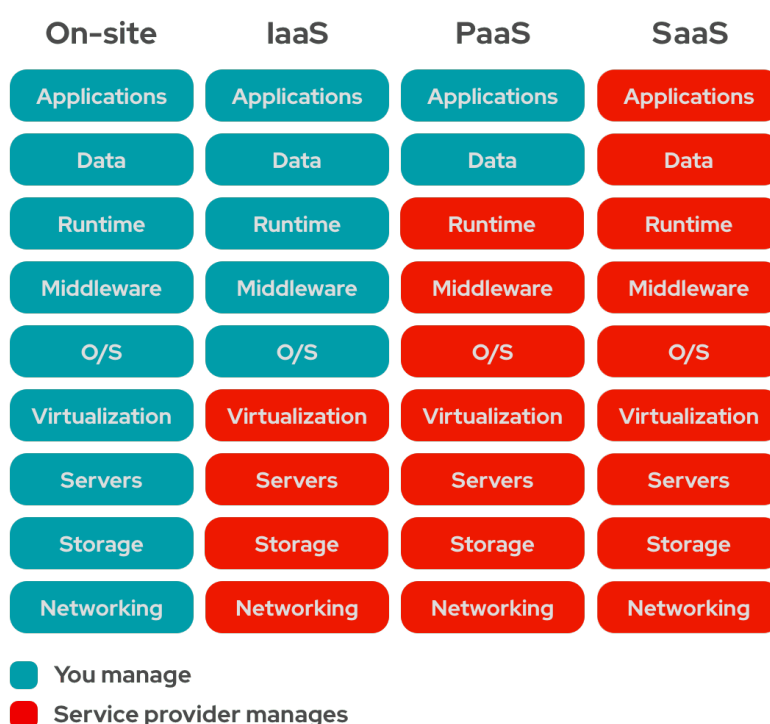 On-site IaaS PaaS SaaS
Applications Applications Applications Applications
Data Data Data Data
Runtime Runtime Runtime Runtime
Middleware Middleware Middleware Middleware
O/S O/S O/S O/S
Virtualization Virtualization Virtualization Virtualization
Servers Servers Servers Servers
Storage Storage Storage Storage
Networking Networking Networking Networking
You manage
Service provider manages